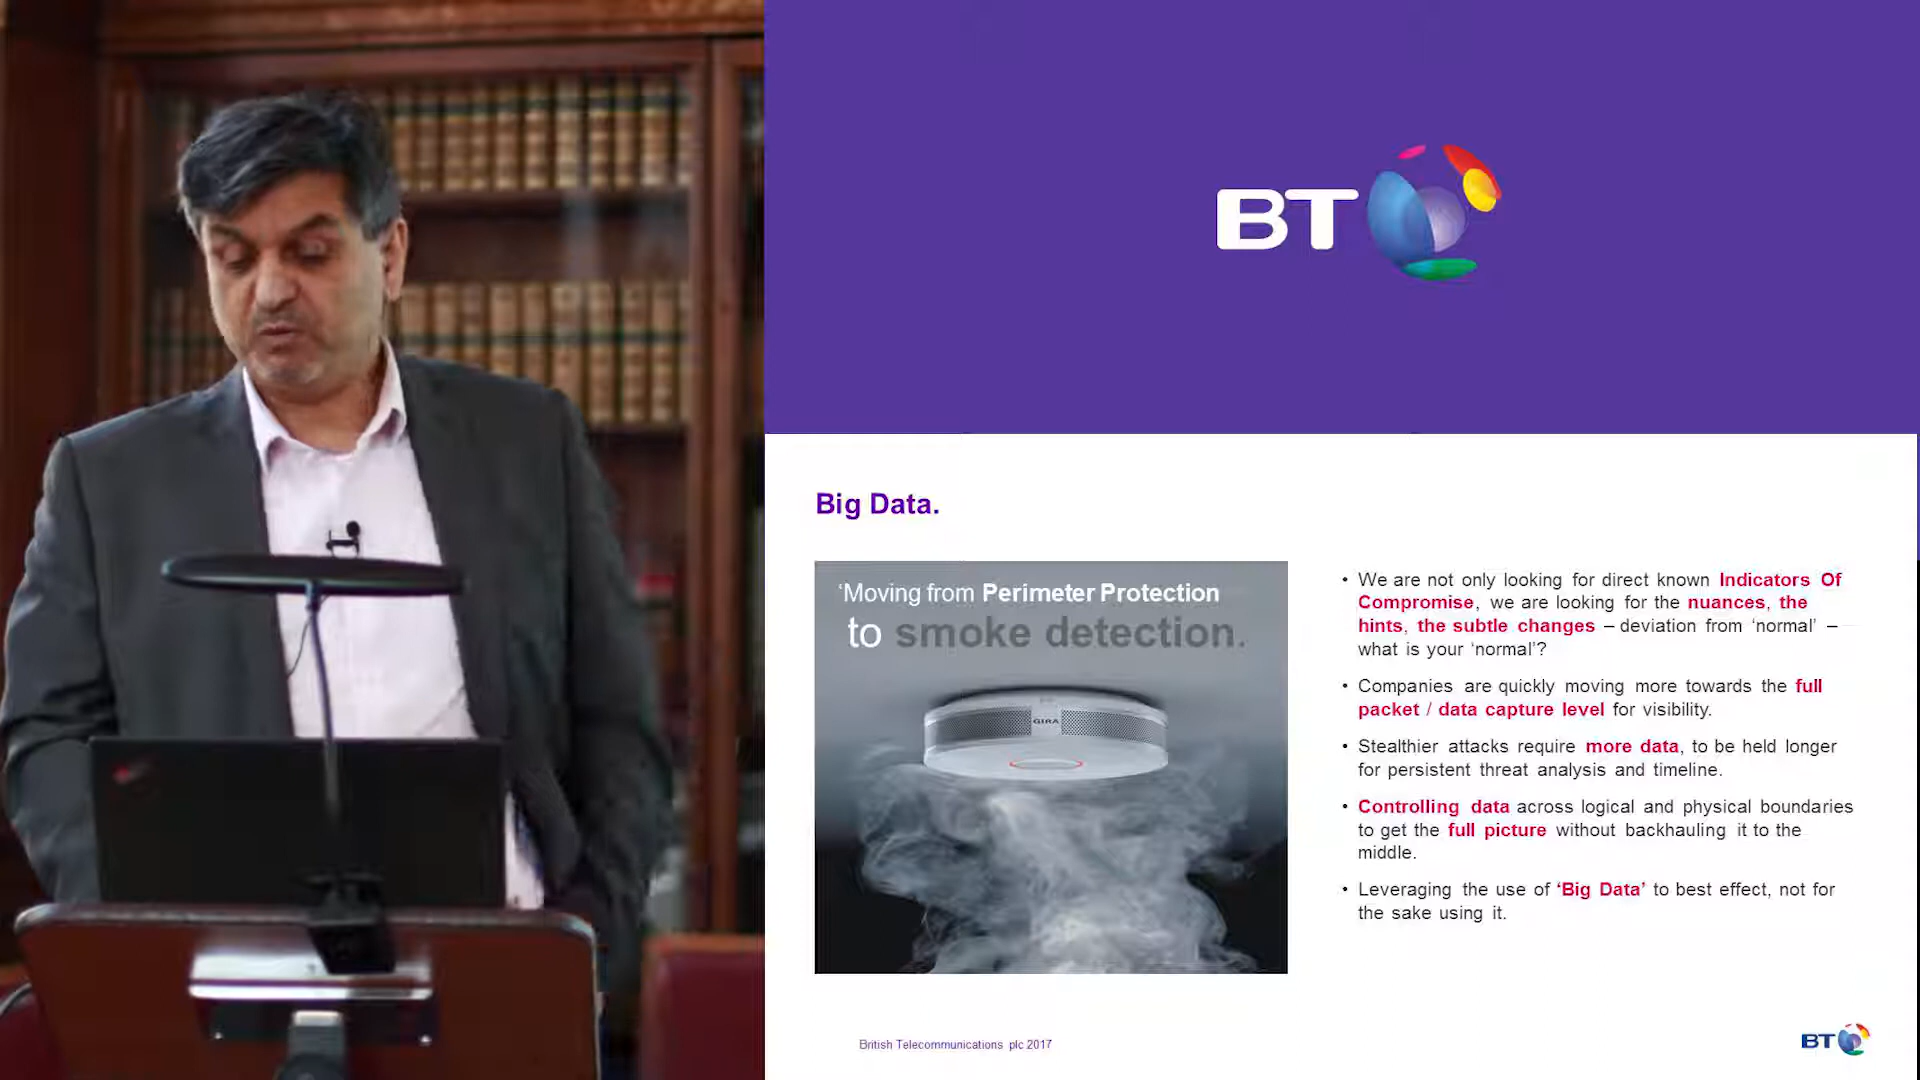 BT
Big Data.
‘Moving from Perimeter Protection
to smoke detection.
GIRA
• We are not only looking for direct known Indicators Of
Compromise, we are looking for the nuances, the
hints, the subtle changes – deviation from ‘normal’ –
what is your ‘normal’?
• Companies are quickly moving more towards the full
packet / data capture level for visibility.
• Stealthier attacks require more data, to be held longer
for persistent threat analysis and timeline.
• Controlling data across logical and physical boundaries
to get the full picture without backhauling it to the
middle.
• Leveraging the use of ‘Big Data’ to best effect, not for
the sake using it.
British Telecommunications plc 2017
BT